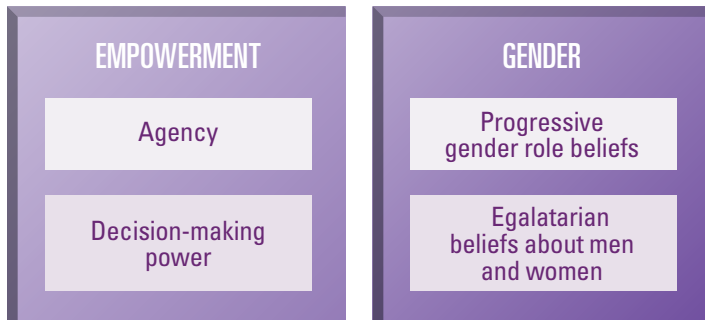 EMPOWERMENT
Agency
Decision-making
power
GENDER
Progressive
gender role beliefs
Egalatarian
beliefs about men
and women